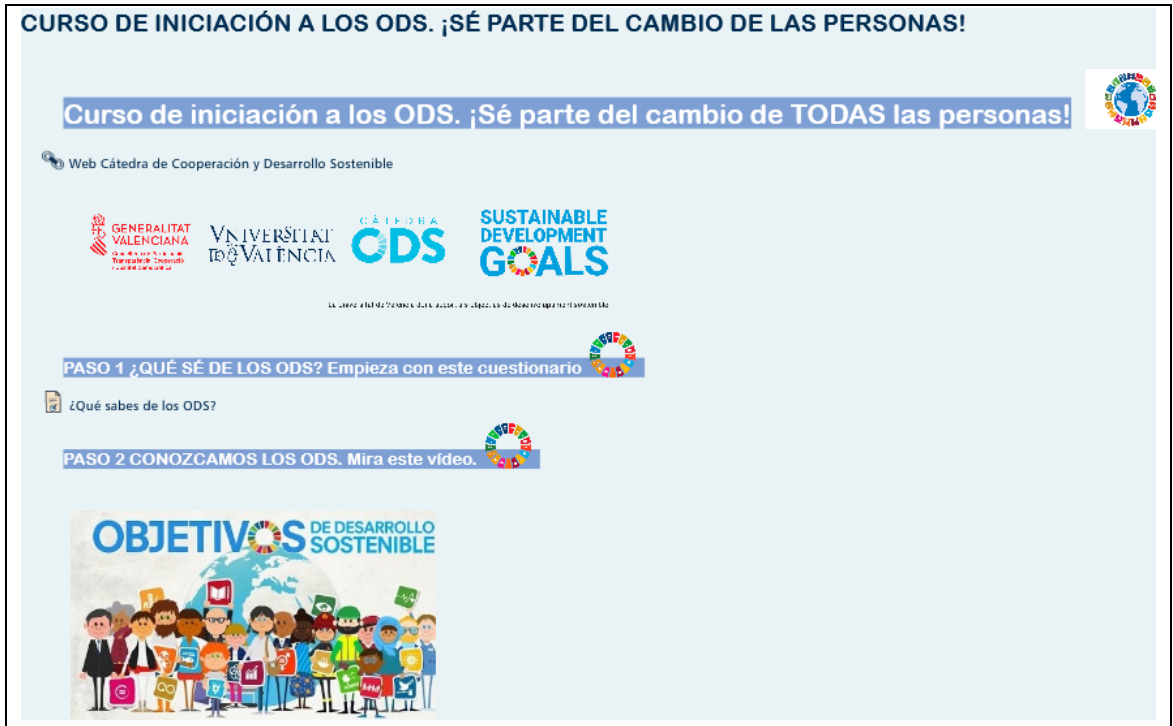 CURSO DE INICIACIÓN A LOS ODS. ¡SÉ PARTE DEL CAMBIO DE LAS PERSONAS!
Curso de iniciación a los ODS. ¡Sé parte del cambio de TODAS las personas!
Web Cátedra de Cooperación y Desarrollo Sostenible
GENERALITAT
VALENCIANA
VNIVERSITAT
DE VALÈNCIA
CÀTEDRA
ODS
SUSTAINABLE
DEVELOPMENT
GOALS
PASO 1 ¿QUÉ SÉ DE LOS ODS? Empieza con este cuestionario
¿Qué sabes de los ODS?
PASO 2 CONOZCAMOS LOS ODS. Mira este vídeo.
OBJETIVOS DE DESARROLLO
SOSTENIBLE